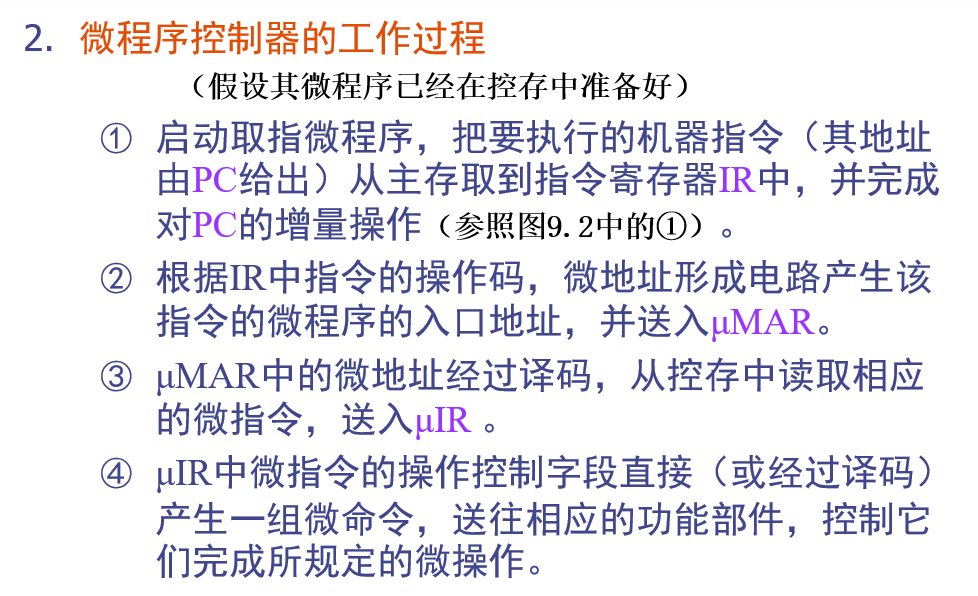 2. 微程序控制器的工作过程
（假设其微程序已经在控存中准备好）
① 启动取指微程序，把要执行的机器指令（其地址
由PC给出）从主存取到指令寄存器IR中，并完成
对PC的增量操作（参照图9.2中的①）。
② 根据IR中指令的操作码，微地址形成电路产生该
指令的微程序的入口地址，并送入μMAR。
③ μMAR中的微地址经过译码，从控存中读取相应
的微指令，送入μIR 。
④ μIR中微指令的操作控制字段直接（或经过译码）
产生一组微命令，送往相应的功能部件，控制它
们完成所规定的微操作。